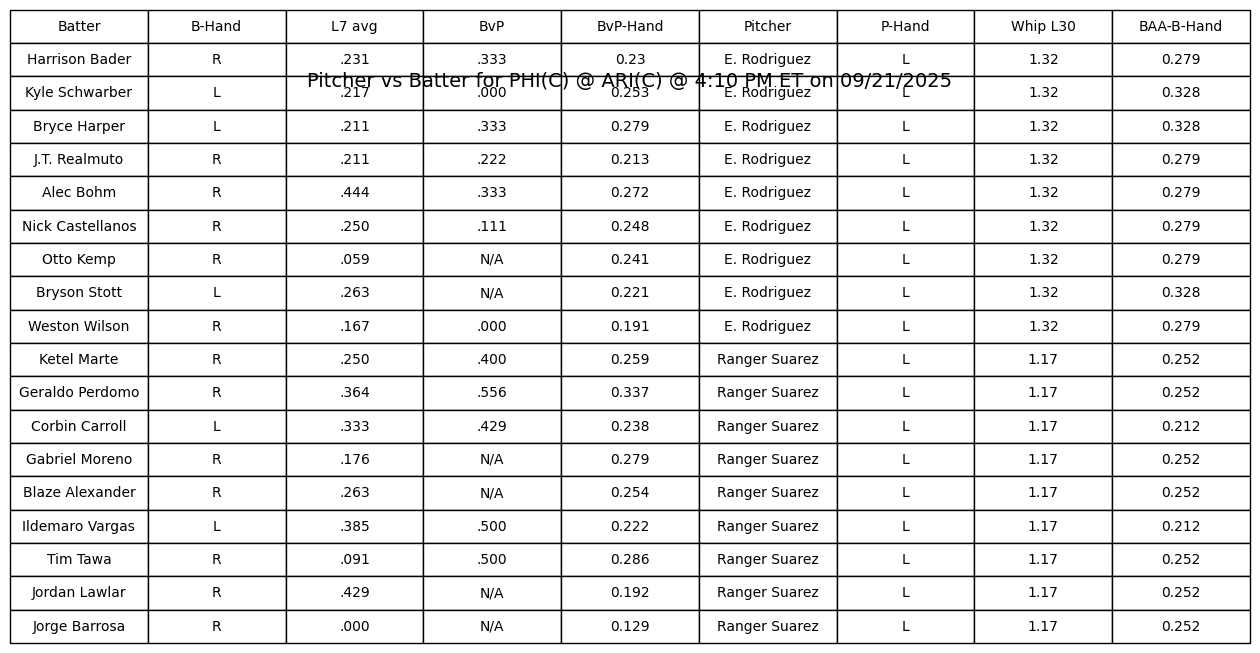 Batter B-Hand L7 avg BvP BvP-Hand Pitcher P-Hand Whip L30 BAA-B-Hand
Harrison Bader R .231 .333 0.23 E. Rodriguez L 1.32 0.279
Pitcher vs Batter for PHI(C) @ ARI(C) @ 4:10 PM ET on 09/21/2025
Kyle Schwarber L .217 .000 0.253 E. Rodriguez L 1.32 0.328
Bryce Harper L .211 .333 0.279 E. Rodriguez L 1.32 0.328
J.T. Realmuto R .211 .222 0.213 E. Rodriguez L 1.32 0.279
Alec Bohm R .444 .333 0.272 E. Rodriguez L 1.32 0.279
Nick Castellanos R .250 .111 0.248 E. Rodriguez L 1.32 0.279
Otto Kemp R .059 N/A 0.241 E. Rodriguez L 1.32 0.279
Bryson Stott L .263 N/A 0.221 E. Rodriguez L 1.32 0.328
Weston Wilson R .167 .000 0.191 E. Rodriguez L 1.32 0.279
Ketel Marte R .250 .400 0.259 Ranger Suarez L 1.17 0.252
Geraldo Perdomo R .364 .556 0.337 Ranger Suarez L 1.17 0.252
Corbin Carroll L .333 .429 0.238 Ranger Suarez L 1.17 0.212
Gabriel Moreno R .176 N/A 0.279 Ranger Suarez L 1.17 0.252
Blaze Alexander R .263 N/A 0.254 Ranger Suarez L 1.17 0.252
Ildemaro Vargas L .385 .500 0.222 Ranger Suarez L 1.17 0.212
Tim Tawa R .091 .500 0.286 Ranger Suarez L 1.17 0.252
Jordan Lawlar R .429 N/A 0.192 Ranger Suarez L 1.17 0.252
Jorge Barrosa R .000 N/A 0.129 Ranger Suarez L 1.17 0.252